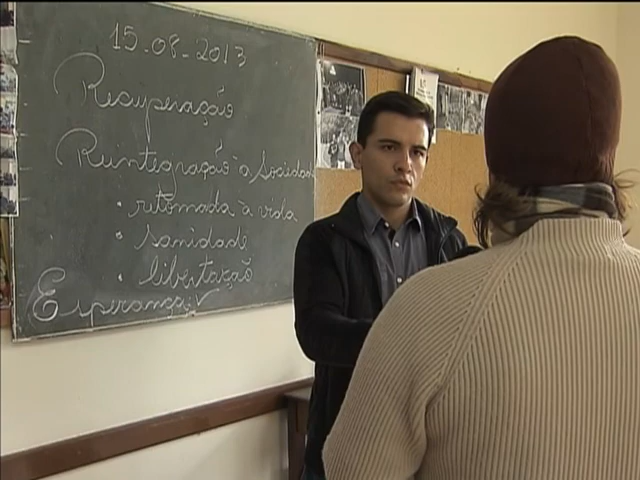 15.08.2013
Recuperação
Reintegração à Sociedade
• retomada à vida
• sanidade
• libertação
Esperança